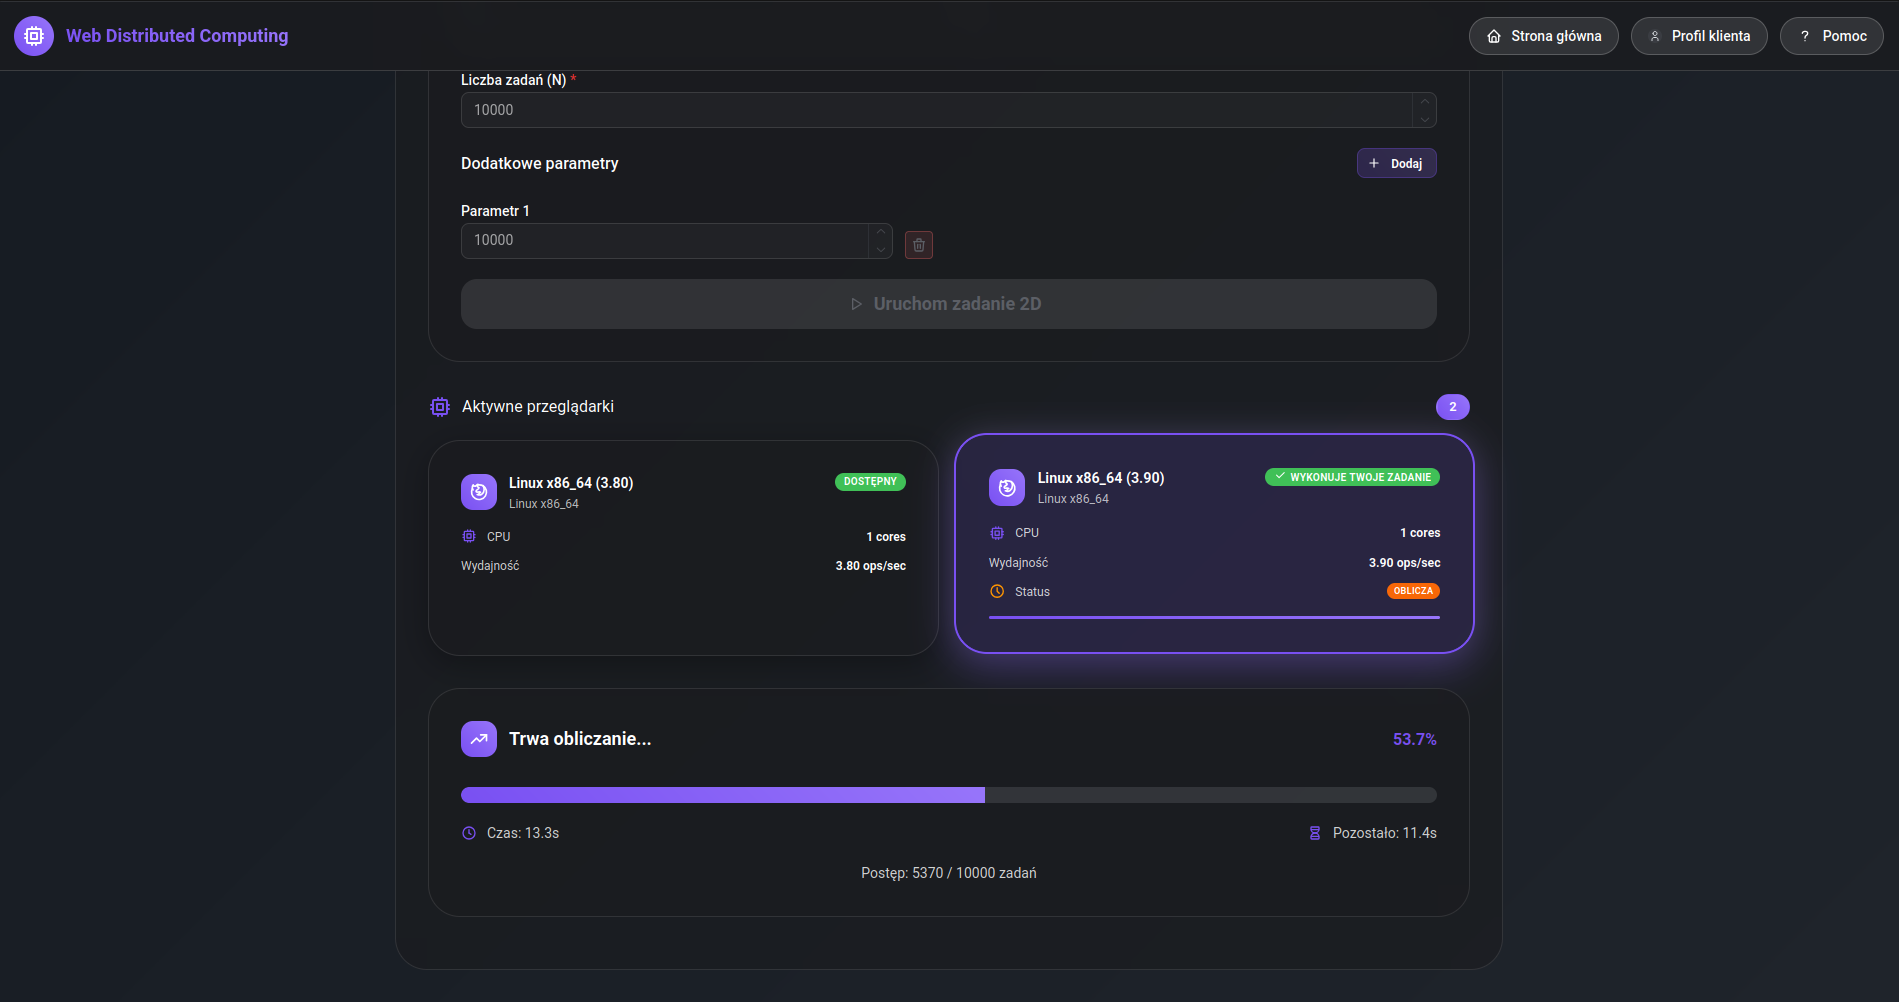 Web Distributed Computing
Strona główna
Profil klienta
? Pomoc
Liczba zadań (N) *
10000
Dodatkowe parametry
+ Dodaj
Parametr 1
10000
Uruchom zadanie 2D
Aktywne przeglądarki
2
Linux x86_64 (3.80)
DOSTĘPNY
Linux x86_64
CPU
1 cores
Wydajność
3.80 ops/sec
Linux x86_64 (3.90)
WYKONUJE TWOJE ZADANIE
Linux x86_64
CPU
1 cores
Wydajność
3.90 ops/sec
Status
OBLICZA
Trwa obliczanie...
53.7%
Czas: 13.3s
Pozostało: 11.4s
Postęp: 5370 / 10000 zadań